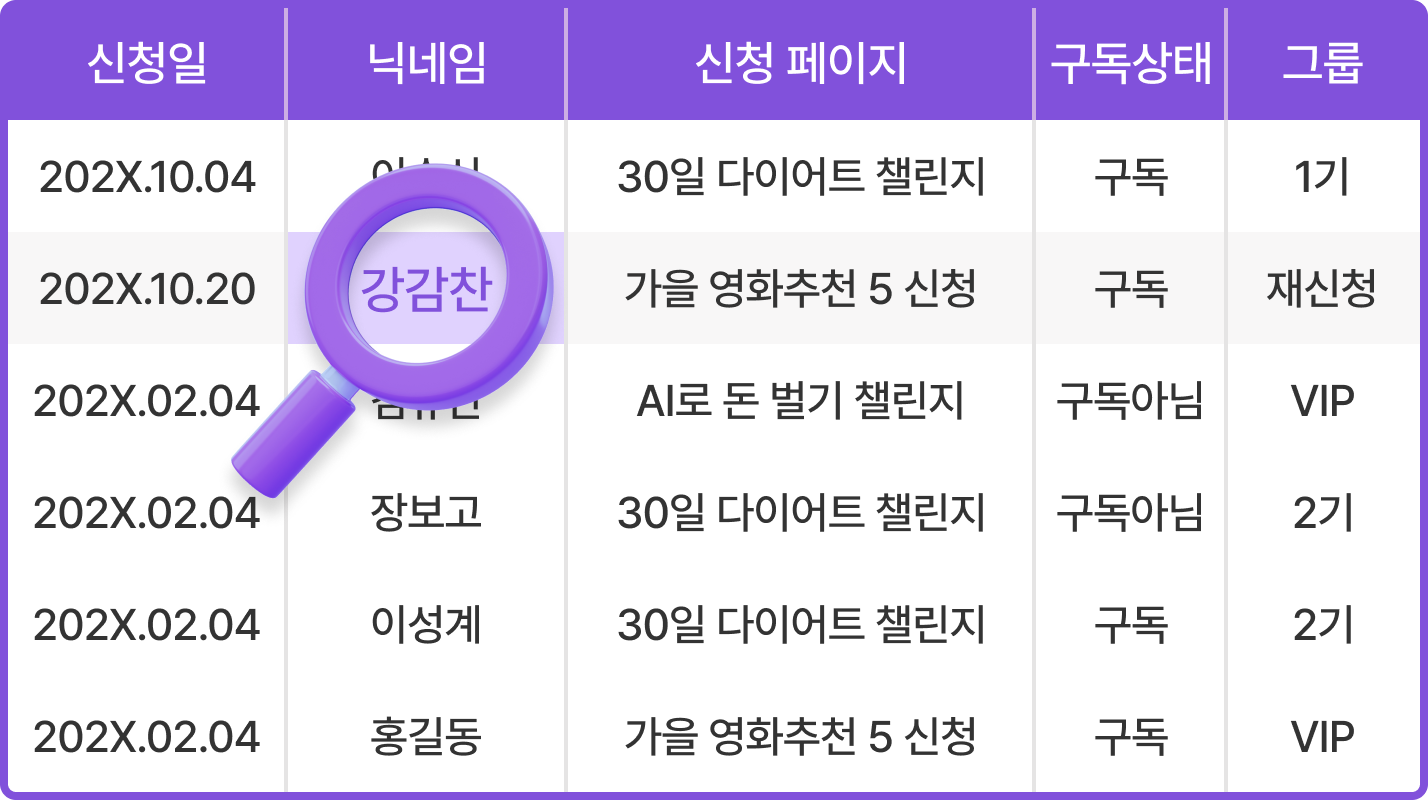 신청일 닉네임 신청 페이지 구독상태 그룹
202X.10.04 30일 다이어트 챌린지 구독 1기
202X.10.20 강감찬 가을 영화추천 5 신청 구독 재신청
202X.02.04 AI로 돈 벌기 챌린지 구독아님 VIP
202X.02.04 장보고 30일 다이어트 챌린지 구독아님 2기
202X.02.04 이성계 30일 다이어트 챌린지 구독 2기
202X.02.04 홍길동 가을 영화추천 5 신청 구독 VIP